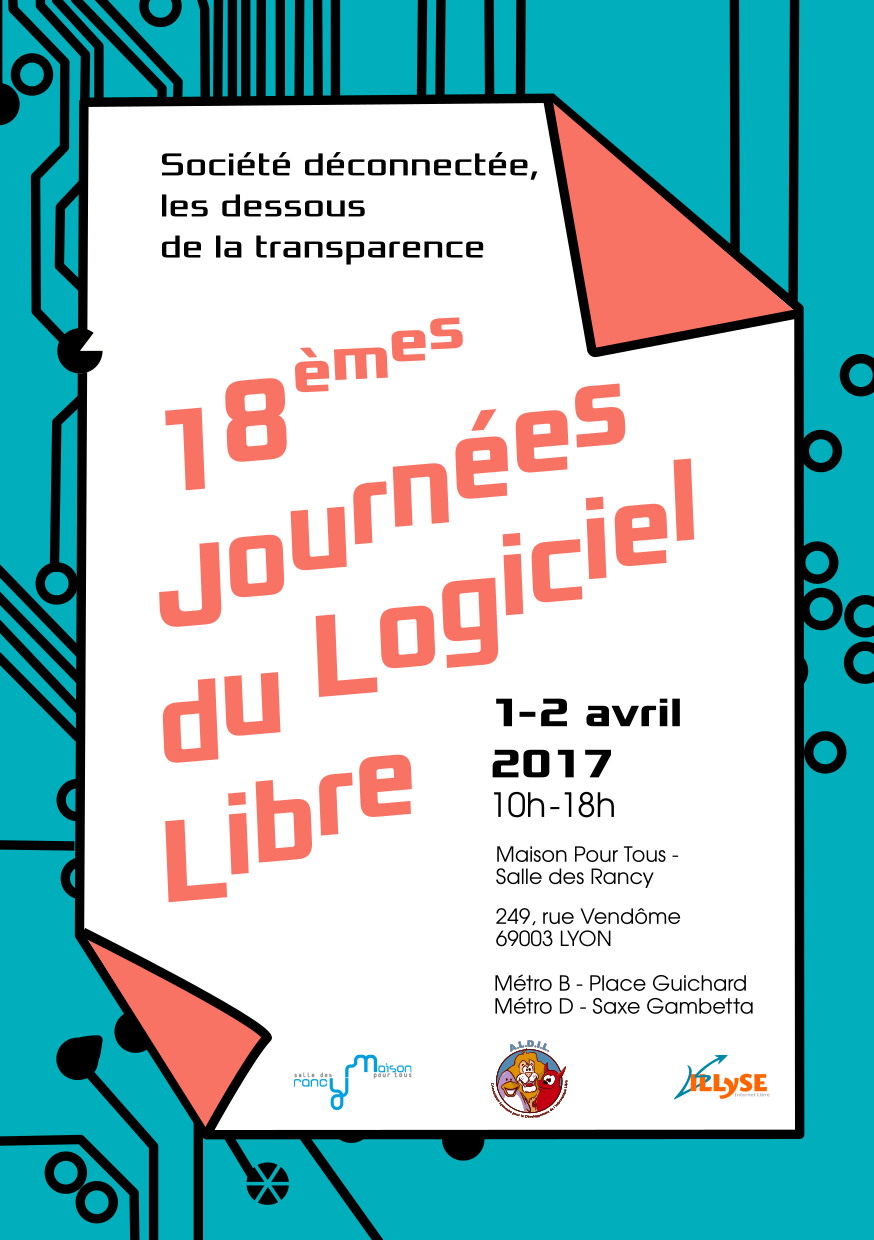 Société déconnectée,
les dessous
de la transparence
18èmes
Journées
du Logiciel
Libre
1-2 avril
2017
10h-18h
Maison Pour Tous -
Salle des Rancy
249, rue Vendôme
69003 LYON
Métro B - Place Guichard
Métro D - Saxe Gambetta
salle des
rancy
Maison
pour tous
A.L.D.I.L.
ILLySE
Internet Libre